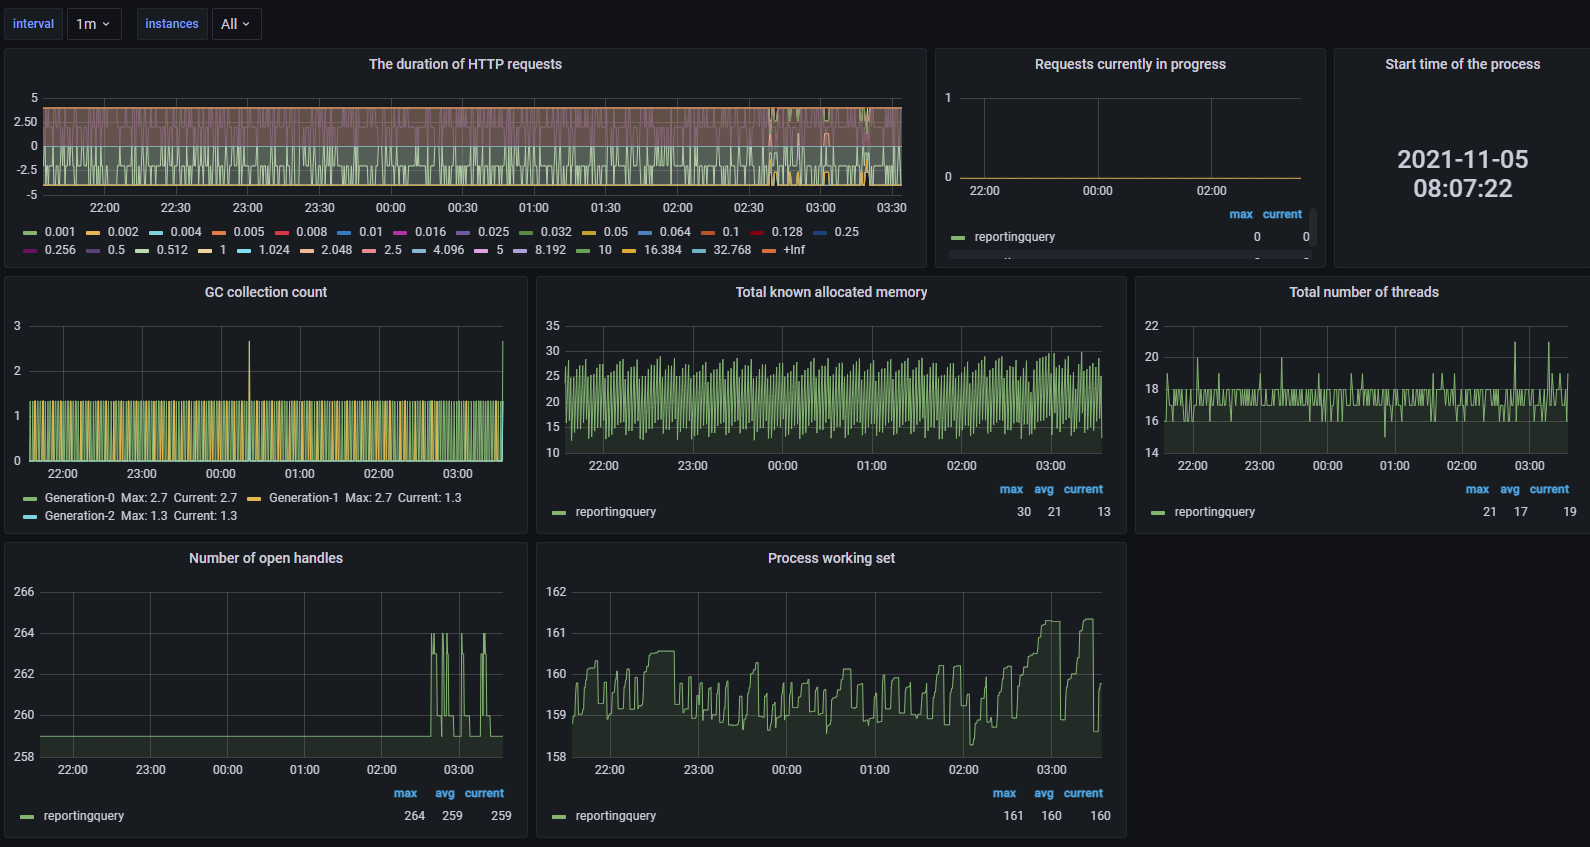 interval 1m instances All
The duration of HTTP requests
5
2.50
0
-2.5
-5
22:00 22:30 23:00 23:30 00:00 00:30 01:00 01:30 02:00 02:30 03:00 03:30
0.001 0.002 0.004 0.005 0.008 0.01 0.016 0.025 0.032 0.05 0.064 0.1 0.128 0.25
0.256 0.5 0.512 1 1.024 2.048 2.5 4.096 5 8.192 10 16.384 32.768 +Inf
Requests currently in progress
1
0
22:00 00:00 02:00
max current
reportingquery 0 0
Start time of the process
2021-11-05
08:07:22
GC collection count
3
2
1
0
22:00 23:00 00:00 01:00 02:00 03:00
Generation-0 Max: 2.7 Current: 2.7 Generation-1 Max: 2.7 Current: 1.3
Generation-2 Max: 1.3 Current: 1.3
Total known allocated memory
35
30
25
20
15
10
22:00 23:00 00:00 01:00 02:00 03:00
max avg current
reportingquery 30 21 13
Total number of threads
22
20
18
16
14
22:00 23:00 00:00 01:00 02:00 03:00
max avg current
reportingquery 21 17 19
Number of open handles
266
264
262
260
258
22:00 23:00 00:00 01:00 02:00 03:00
max avg current
reportingquery 264 259 259
Process working set
162
161
160
159
158
22:00 23:00 00:00 01:00 02:00 03:00
max avg current
reportingquery 161 160 160